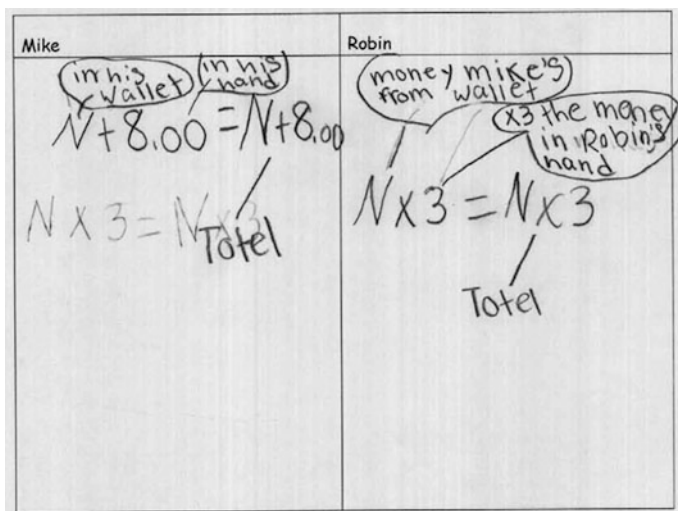 Mike
in his
wallet
in his
hand
N+8.00=N+8.00
N x 3 = N x 3
Totel
Robin
money mike's
from wallet
x3 the money
in Robin's
hand
N x 3 = N x 3
Totel